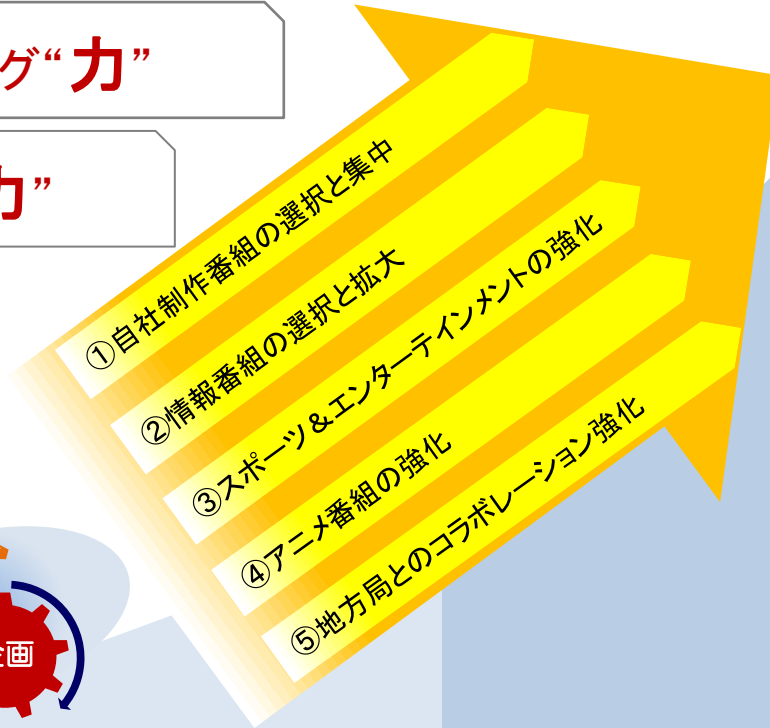 グ“力”
力”
①自社制作番組の選択と集中
②情報番組の選択と拡大
③スポーツ&エンターテインメントの強化
④アニメ番組の強化
⑤地方局とのコラボレーション強化
企画